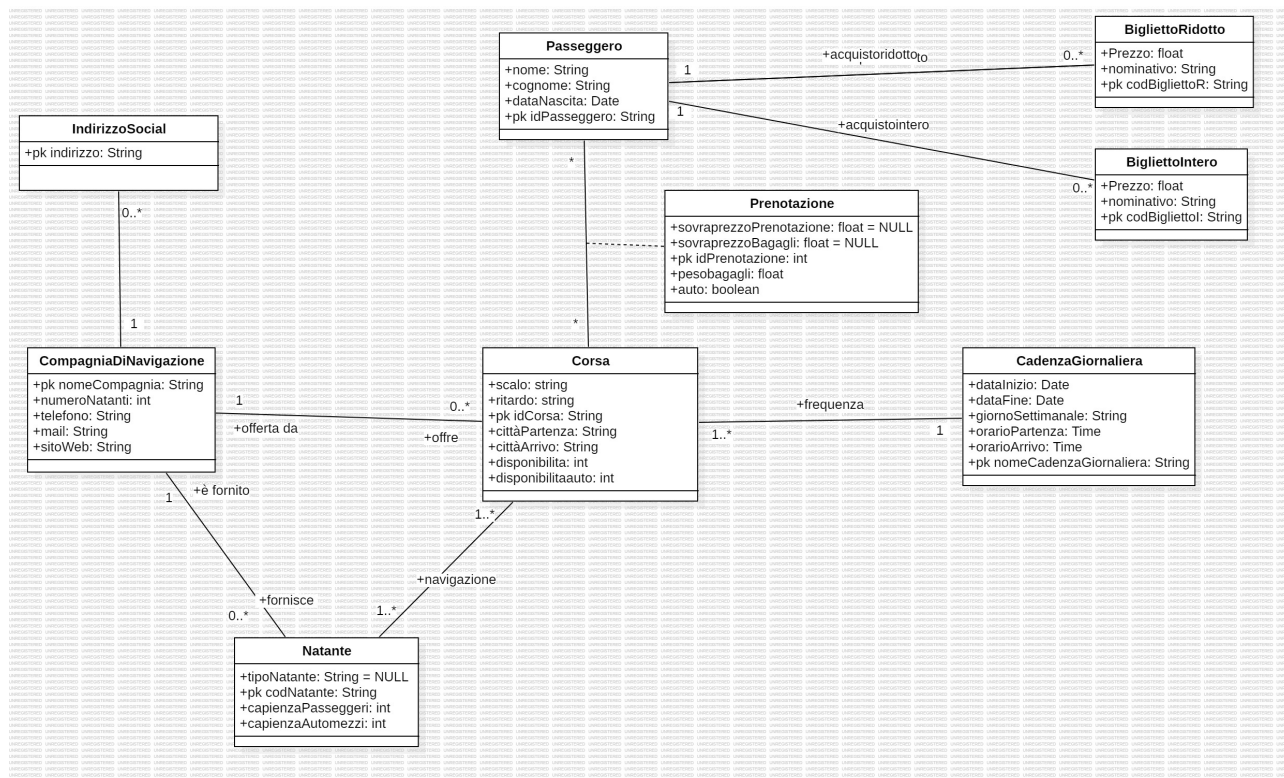 Passeggero
+nome: String
+cognome: String
+dataNascita: Date
+pk idPasseggero: String
+acquistoridotto
to
1
0..*
BigliettoRidotto
+Prezzo: float
+nominativo: String
+pk codBigliettoR: String
1
+acquistointero
0..*
BigliettoIntero
+Prezzo: float
+nominativo: String
+pk codBigliettoI: String
IndirizzoSocial
+pk indirizzo: String
0..*
1
*
*
Prenotazione
+sovraprezzoPrenotazione: float = NULL
+sovraprezzoBagagli: float = NULL
+pk idPrenotazione: int
+pesobagagli: float
+auto: boolean
CompagniaDiNavigazione
+pk nomeCompagnia: String
+numeroNatanti: int
+telefono: String
+mail: String
+sitoWeb: String
1
+offerta da
0..*
+offre
Corsa
+scalo: string
+ritardo: string
+pk idCorsa: String
+cittàPartenza: String
+cittàArrivo: String
+disponibilita: int
+disponibilitaauto: int
+frequenza
1..*
1
CadenzaGiornaliera
+dataInizio: Date
+dataFine: Date
+giornoSettimanale: String
+orarioPartenza: Time
+orarioArrivo: Time
+pk nomeCadenzaGiornaliera: String
1
+è fornito
+fornisce
0..*
1..*
+navigazione
1..*
Natante
+tipoNatante: String = NULL
+pk codNatante: String
+capienzaPasseggeri: int
+capienzaAutomezzi: int
UNREGISTERED